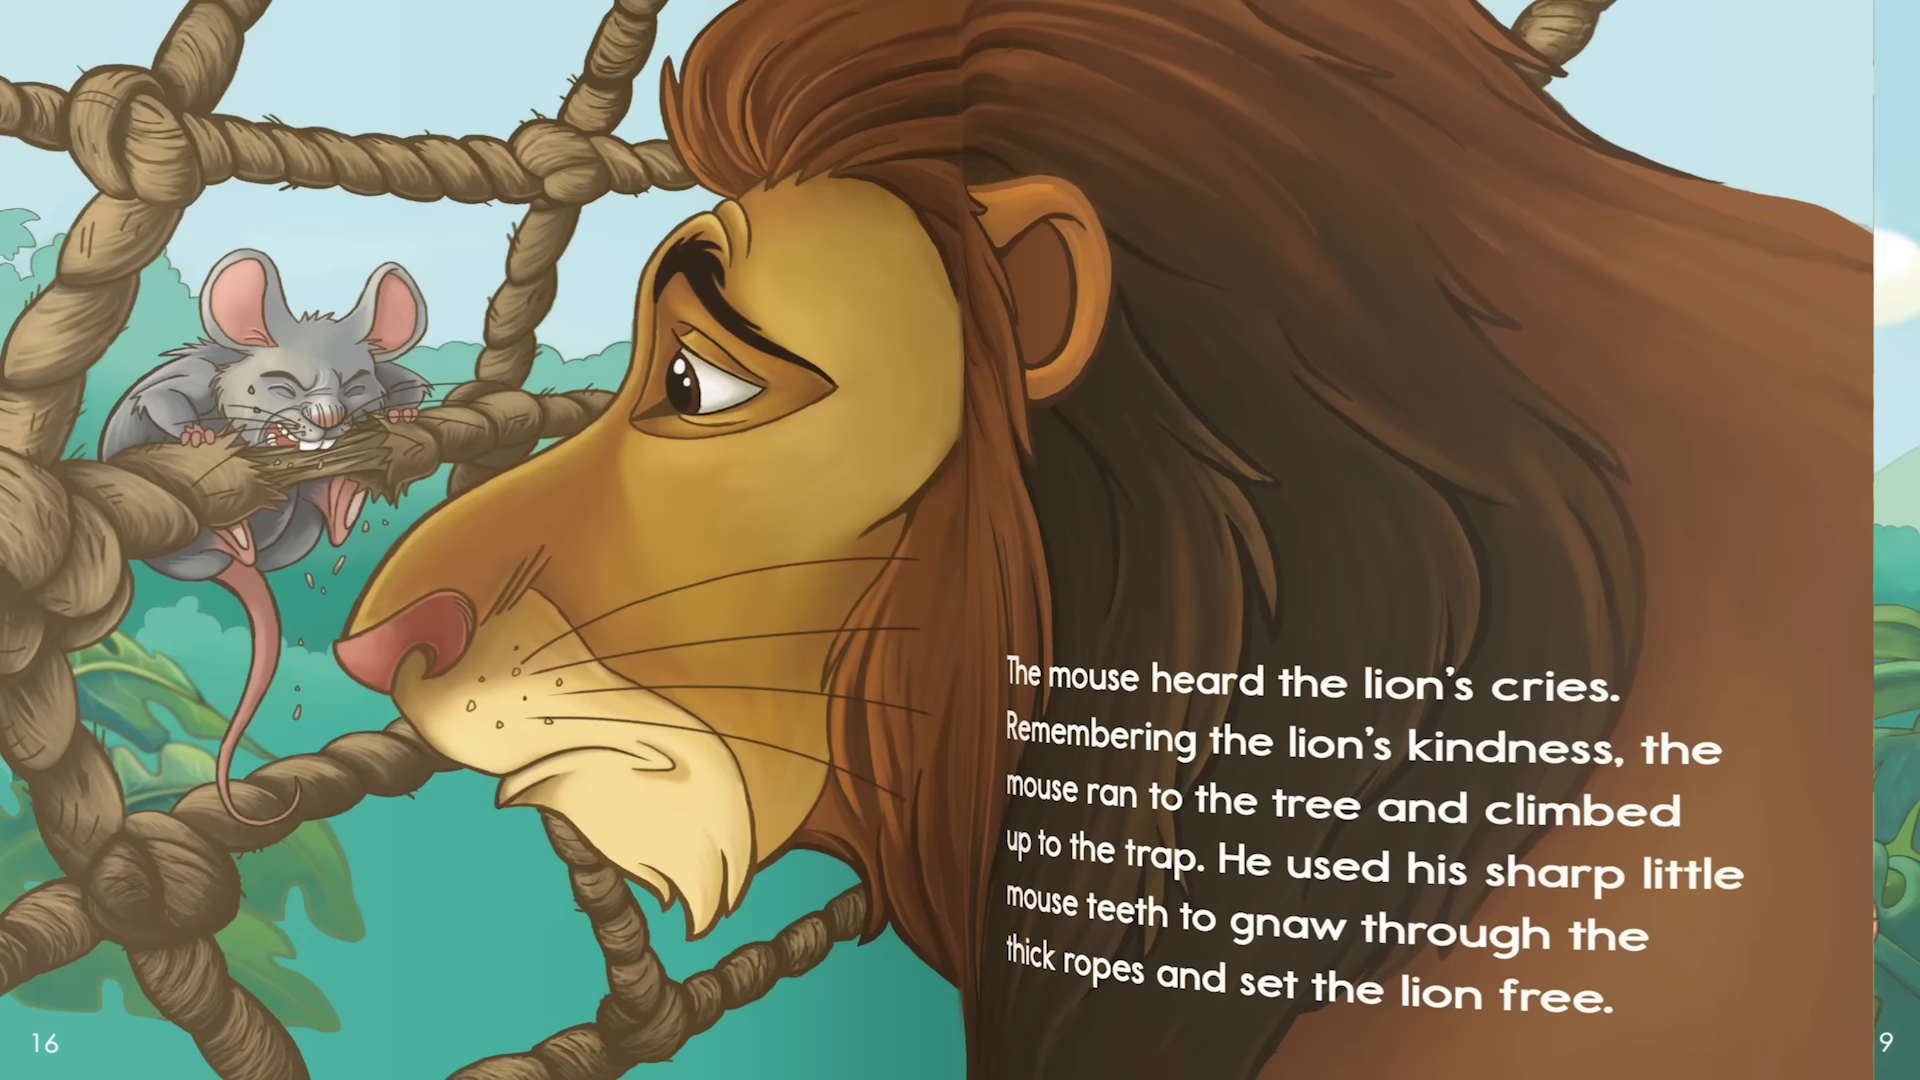 The mouse heard the lion's cries.
Remembering the lion's kindness, the
mouse ran to the tree and climbed
up to the trap. He used his sharp little
mouse teeth to gnaw through the
thick ropes and set the lion free.
16
9